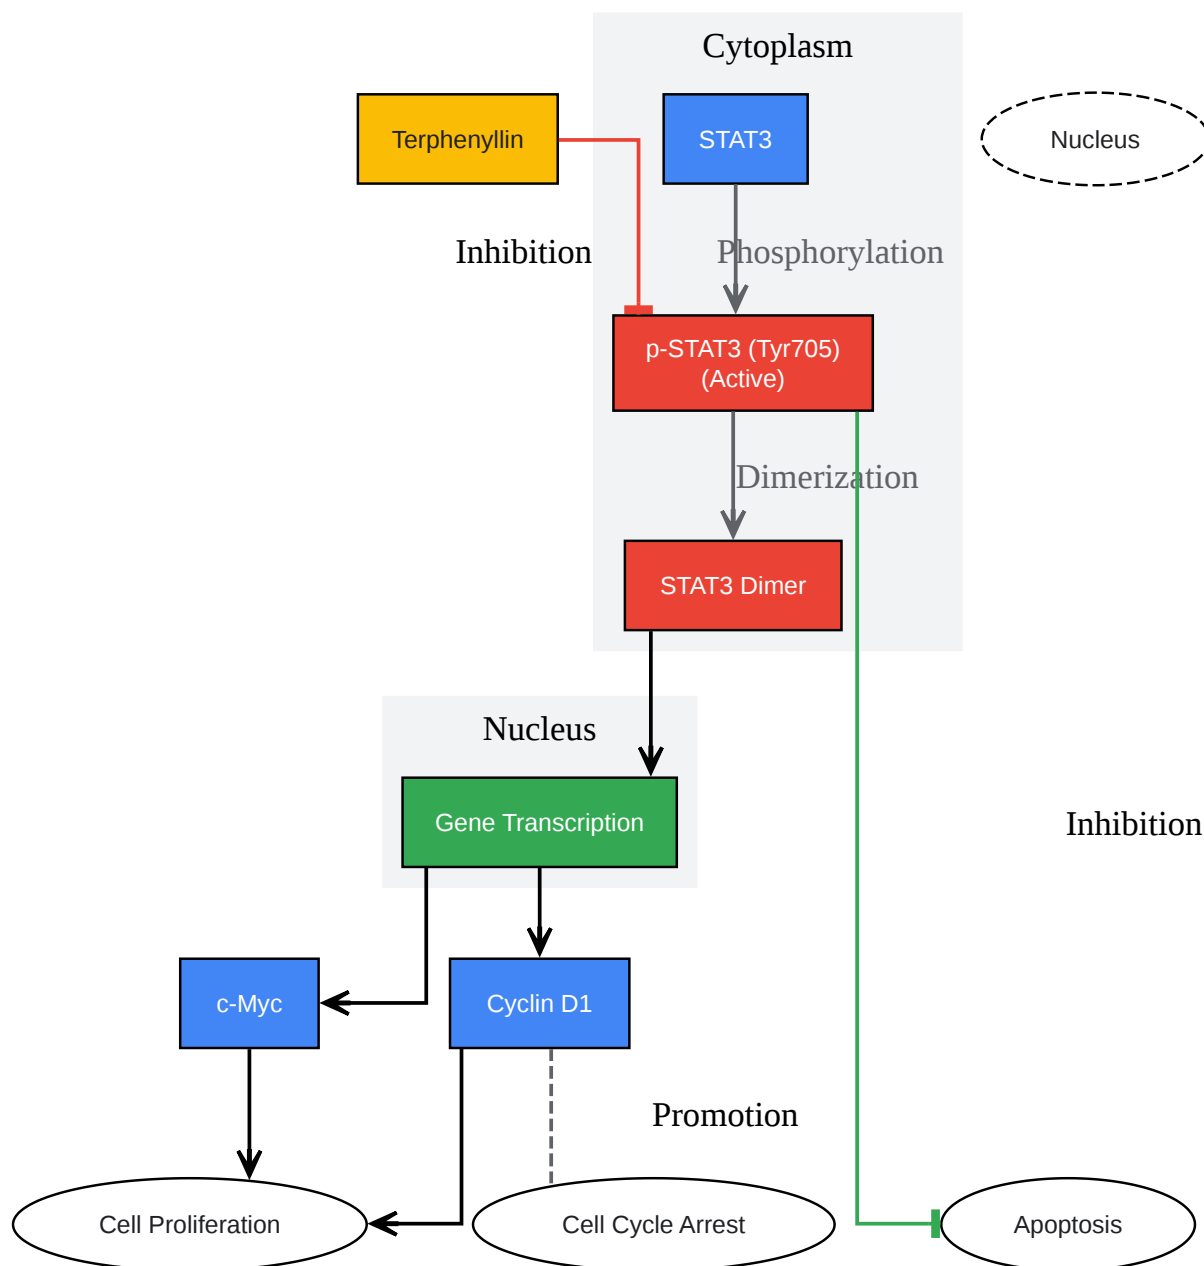 Cytoplasm
Terphenyllin
STAT3
Nucleus
Inhibition
Phosphorylation
p-STAT3 (Tyr705)
(Active)
Dimerization
STAT3 Dimer
Nucleus
Gene Transcription
Inhibition
c-Myc
Cyclin D1
Promotion
Cell Proliferation
Cell Cycle Arrest
Apoptosis